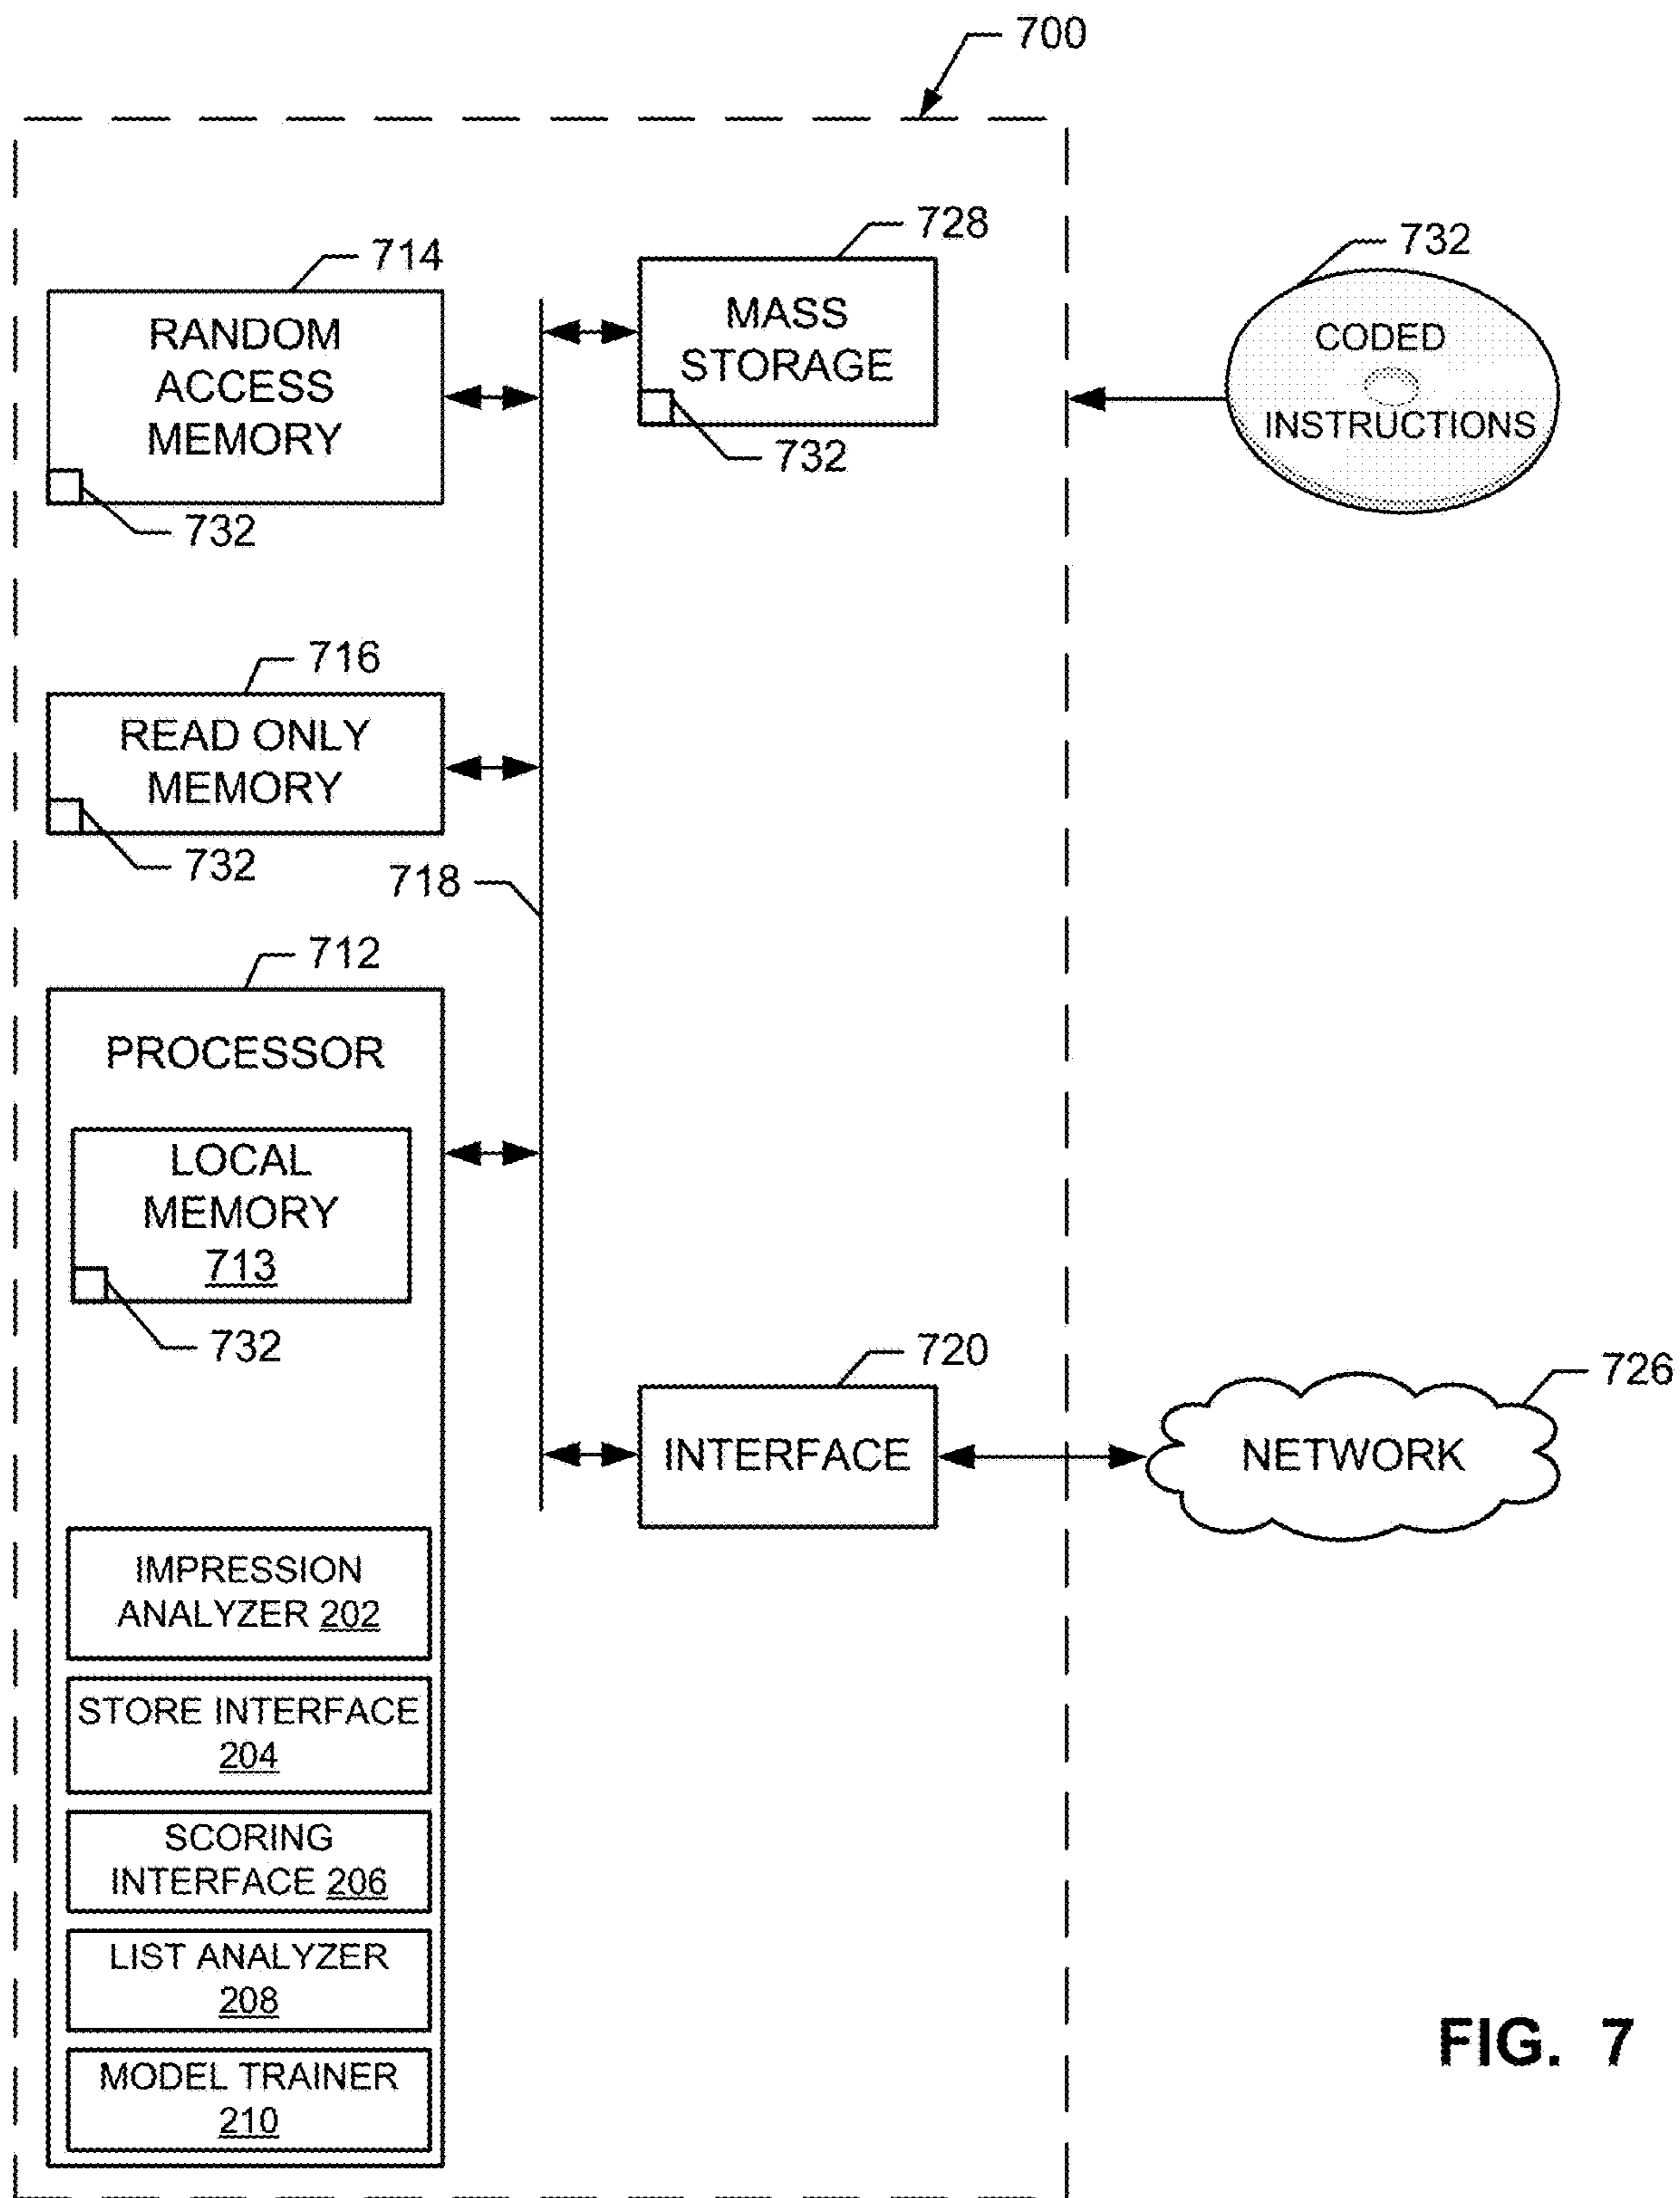 700
714
RANDOM
ACCESS
MEMORY
732
728
MASS
STORAGE
732
732
CODED
INSTRUCTIONS
716
READ ONLY
MEMORY
732
718
712
PROCESSOR
LOCAL
MEMORY
713
732
720
INTERFACE
726
NETWORK
IMPRESSION
ANALYZER 202
STORE INTERFACE
204
SCORING
INTERFACE 206
LIST ANALYZER
208
MODEL TRAINER
210
FIG. 7